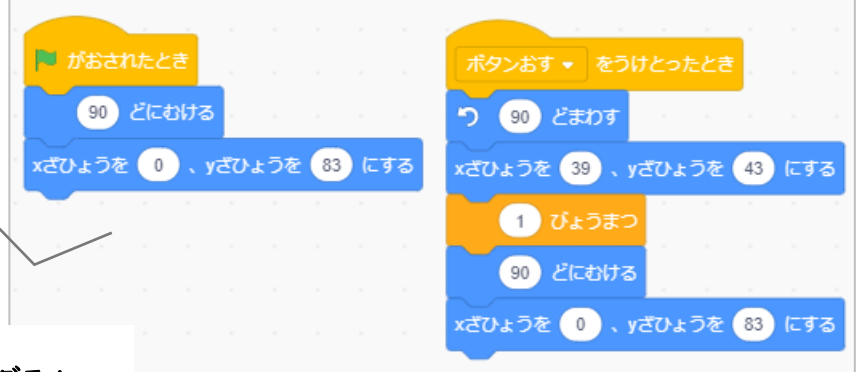 がおされたとき
90 どにむける
xざひょうを 0 、yざひょうを 83 にする
ボタンおす をうけとったとき
90 どまわす
xざひょうを 39 、yざひょうを 43 にする
1 びょうまつ
90 どにむける
xざひょうを 0 、yざひょうを 83 にする